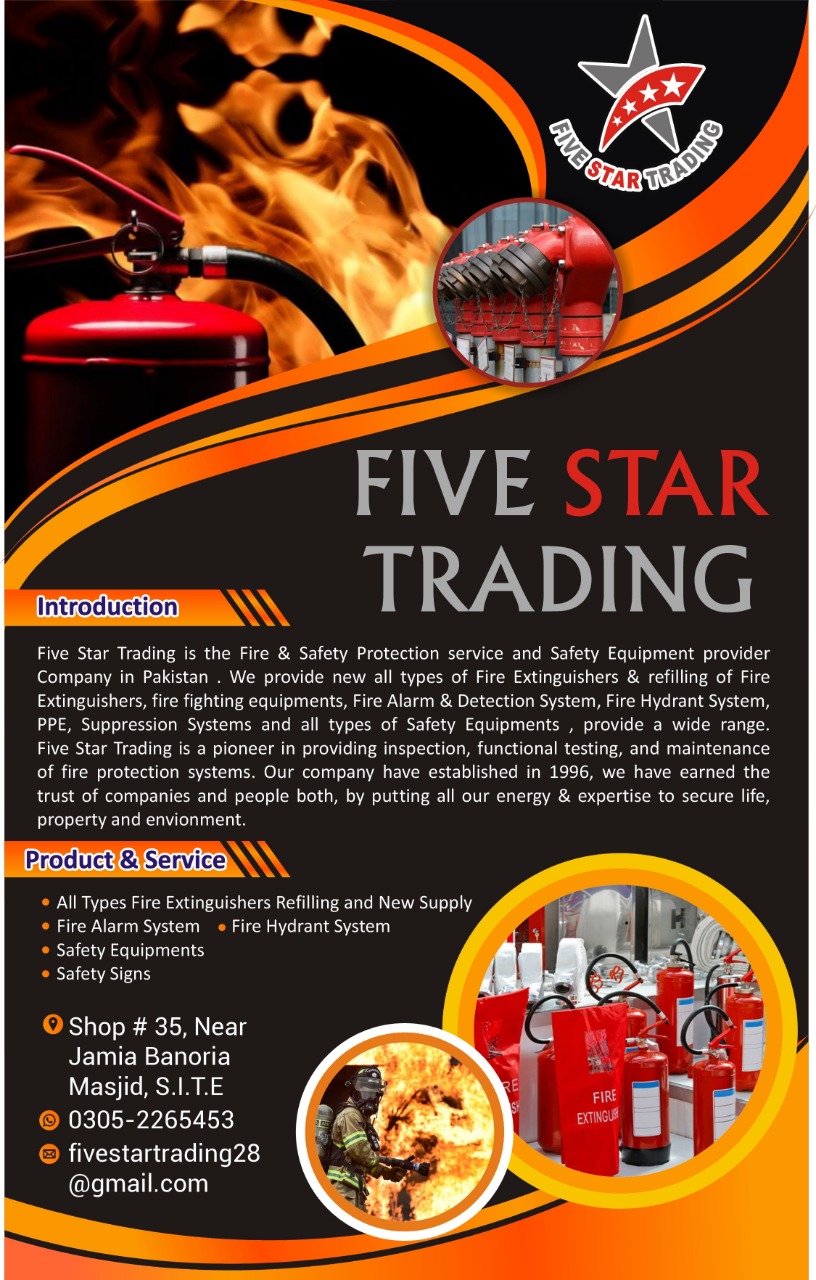 FIVE STAR TRADING
FIVE STAR
TRADING
Introduction
Five Star Trading is the Fire & Safety Protection service and Safety Equipment provider
Company in Pakistan . We provide new all types of Fire Extinguishers & refilling of Fire
Extinguishers, fire fighting equipments, Fire Alarm & Detection System, Fire Hydrant System,
PPE, Suppression Systems and all types of Safety Equipments , provide a wide range.
Five Star Trading is a pioneer in providing inspection, functional testing, and maintenance
of fire protection systems. Our company have established in 1996, we have earned the
trust of companies and people both, by putting all our energy & expertise to secure life,
property and envionment.
Product & Service
• All Types Fire Extinguishers Refilling and New Supply
• Fire Alarm System • Fire Hydrant System
• Safety Equipments
• Safety Signs
Shop # 35, Near
Jamia Banoria
Masjid, S.I.T.E
0305-2265453
fivestartrading28
@gmail.com
FIRE